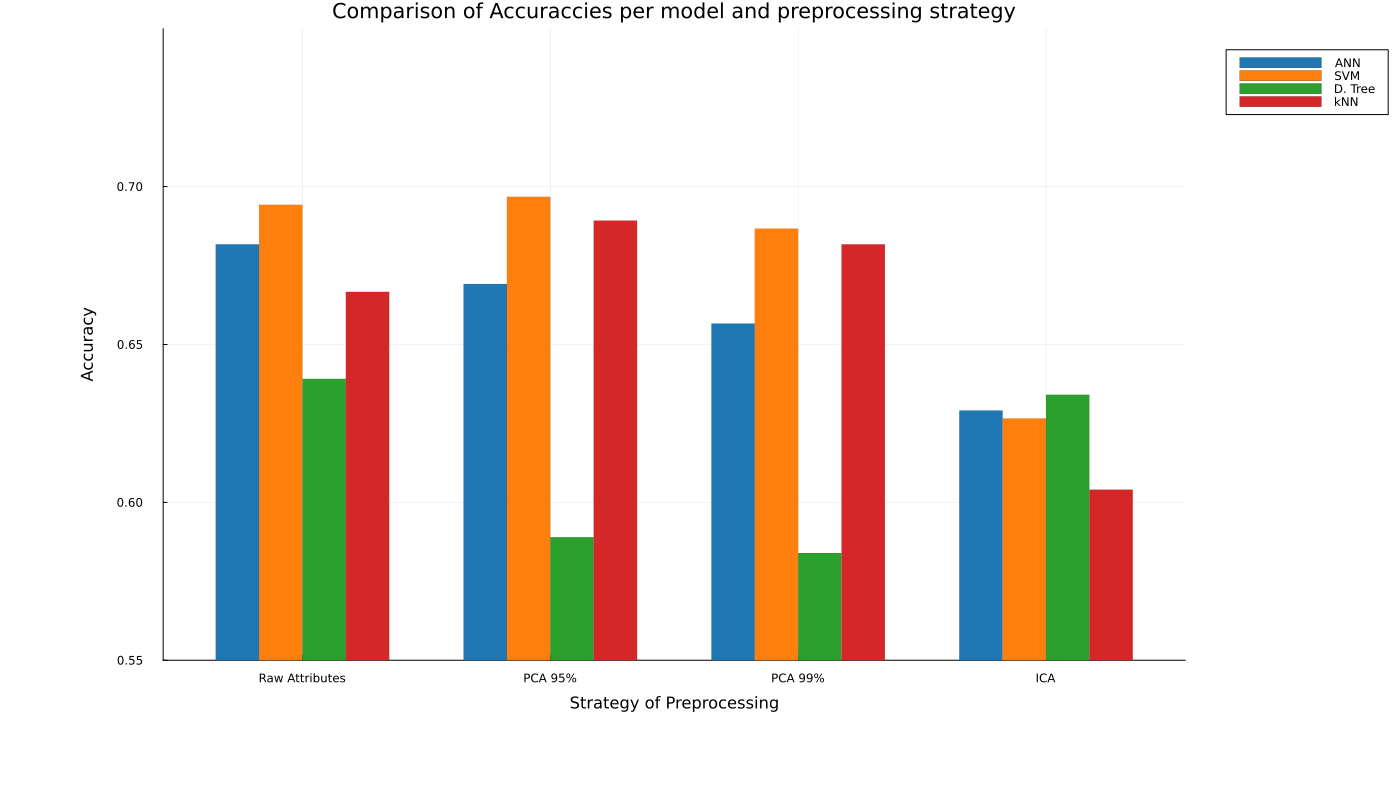 Comparison of Accuraccies per model and preprocessing strategy
ANN
SVM
D. Tree
kNN
0.70
0.65
0.60
0.55
Accuracy
Raw Attributes
PCA 95%
PCA 99%
ICA
Strategy of Preprocessing